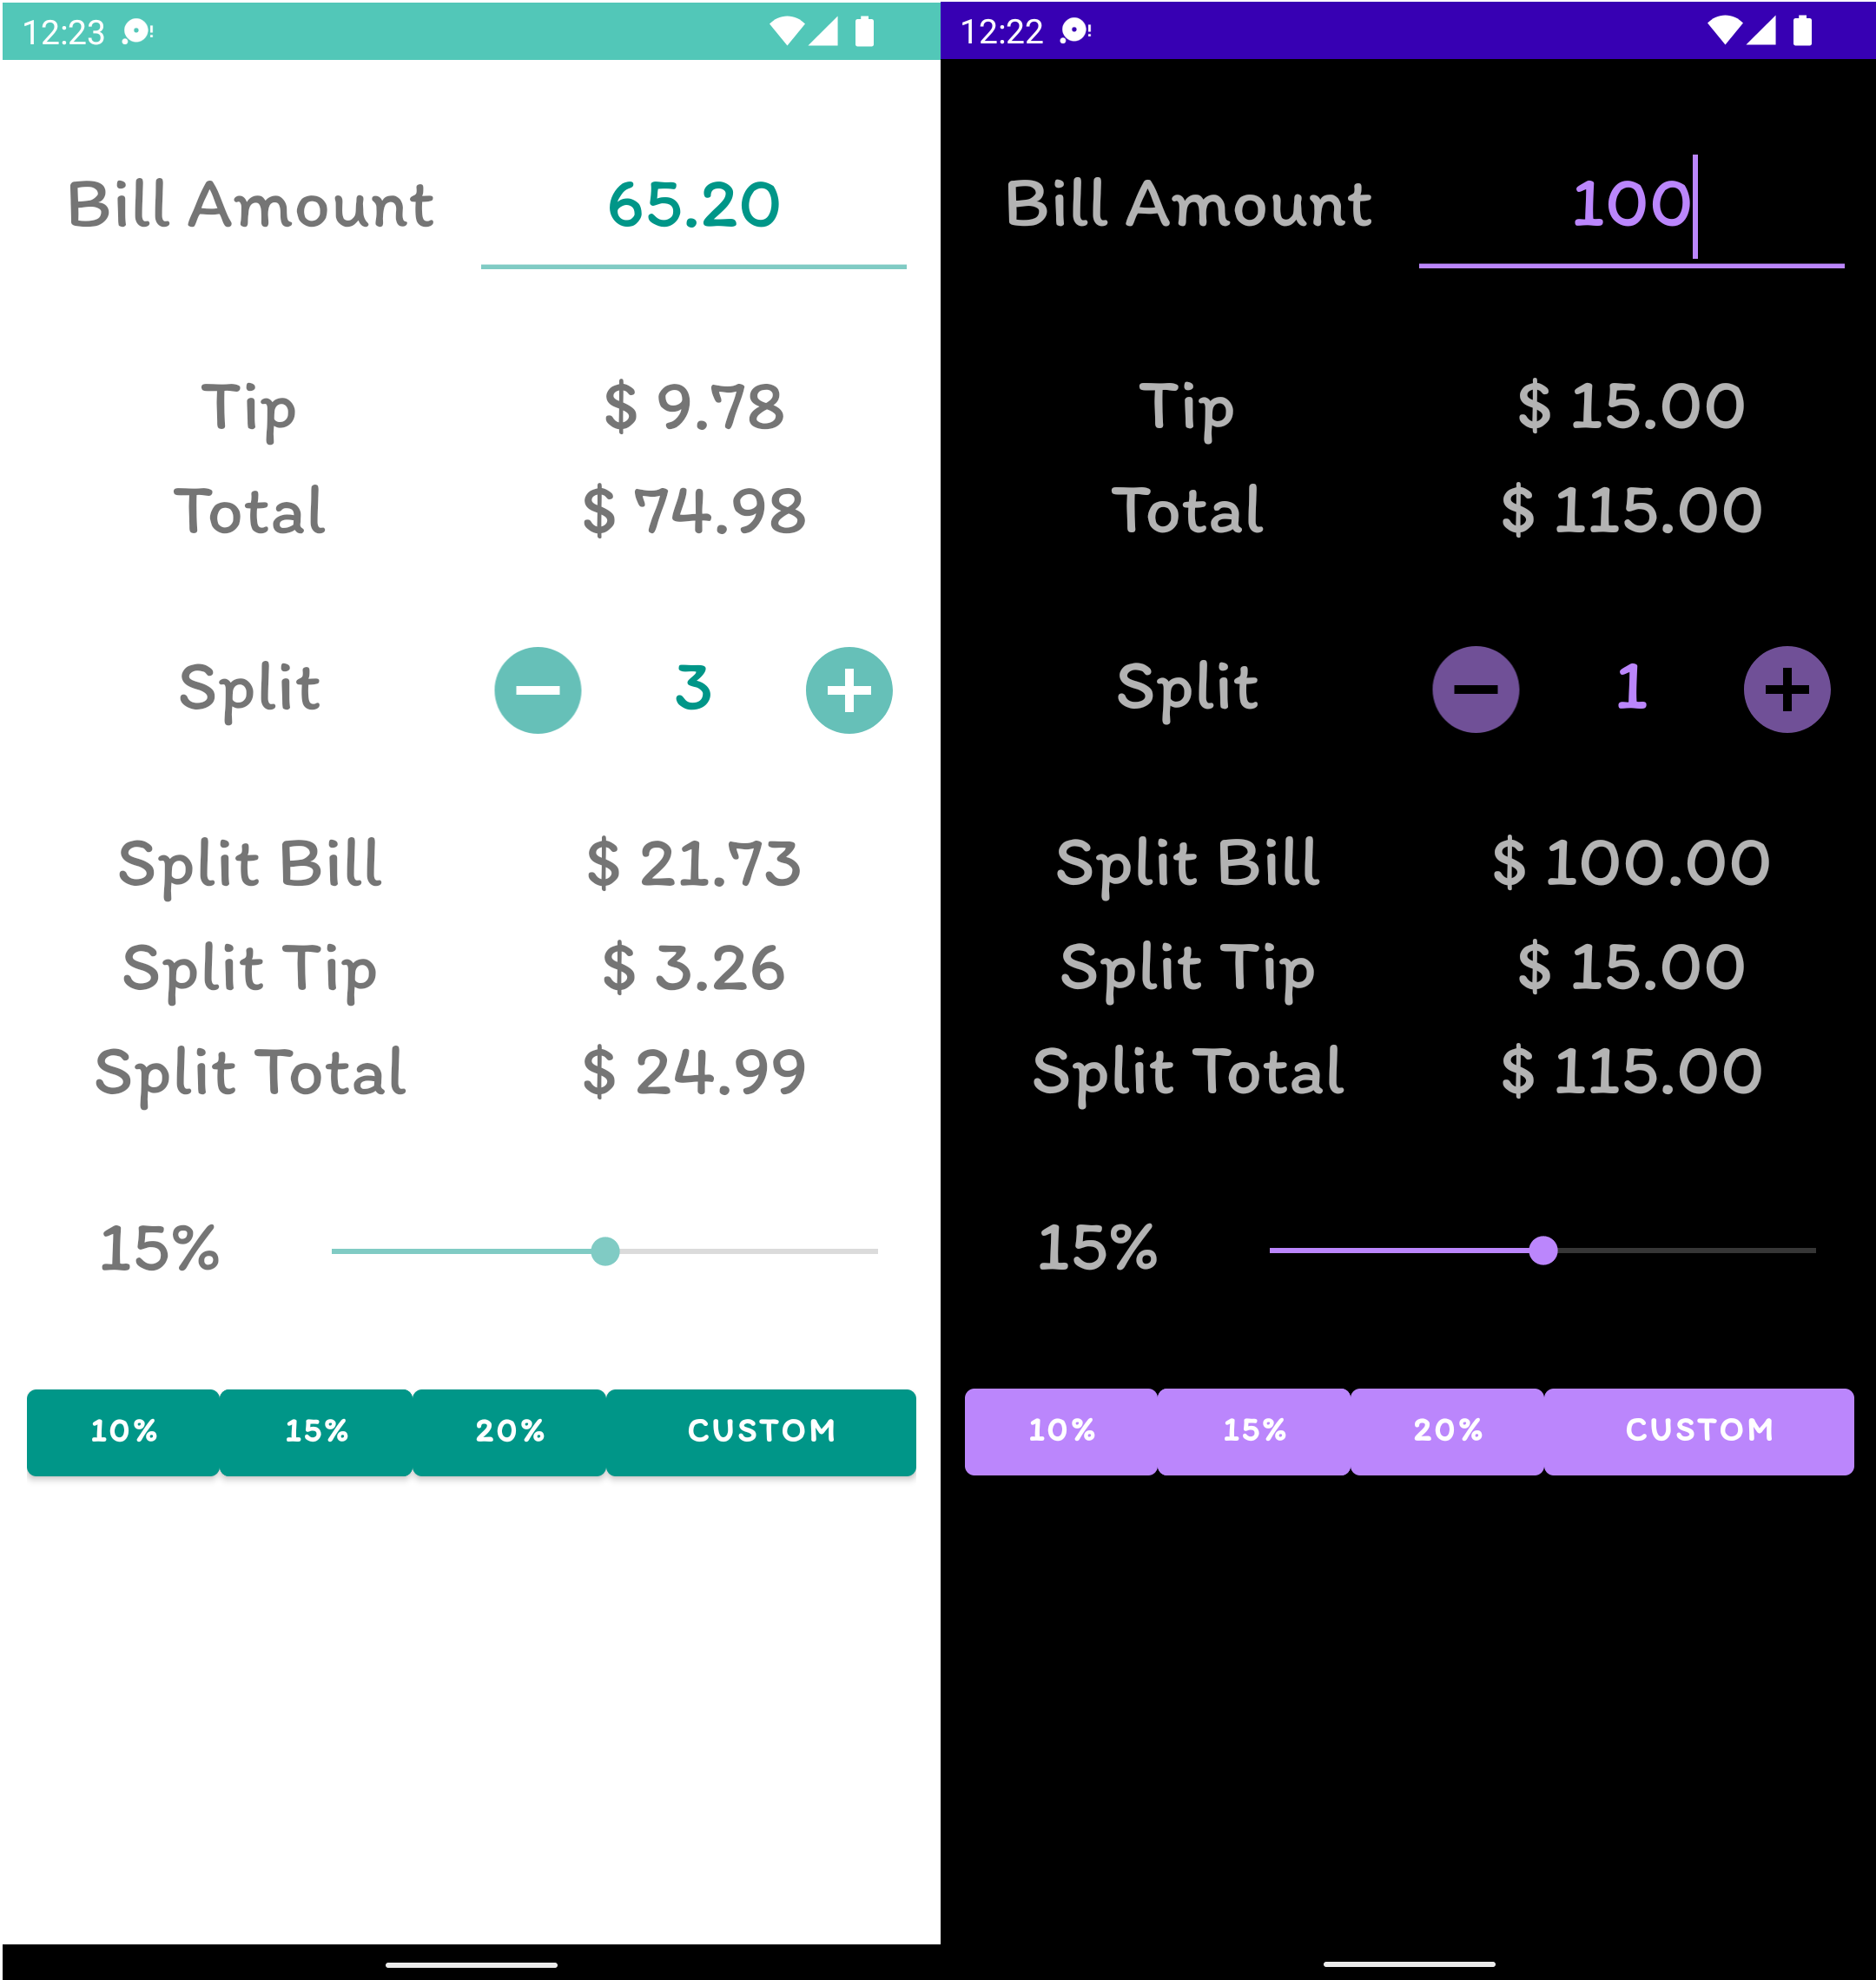 12:23
Bill Amount 65.20
Tip $ 9.78
Total $ 74.98
Split 3
Split Bill $ 21.73
Split Tip $ 3.26
Split Total $ 24.99
15%
10% 15% 20% CUSTOM
12:22
Bill Amount 100
Tip $ 15.00
Total $ 115.00
Split 1
Split Bill $ 100.00
Split Tip $ 15.00
Split Total $ 115.00
15%
10% 15% 20% CUSTOM